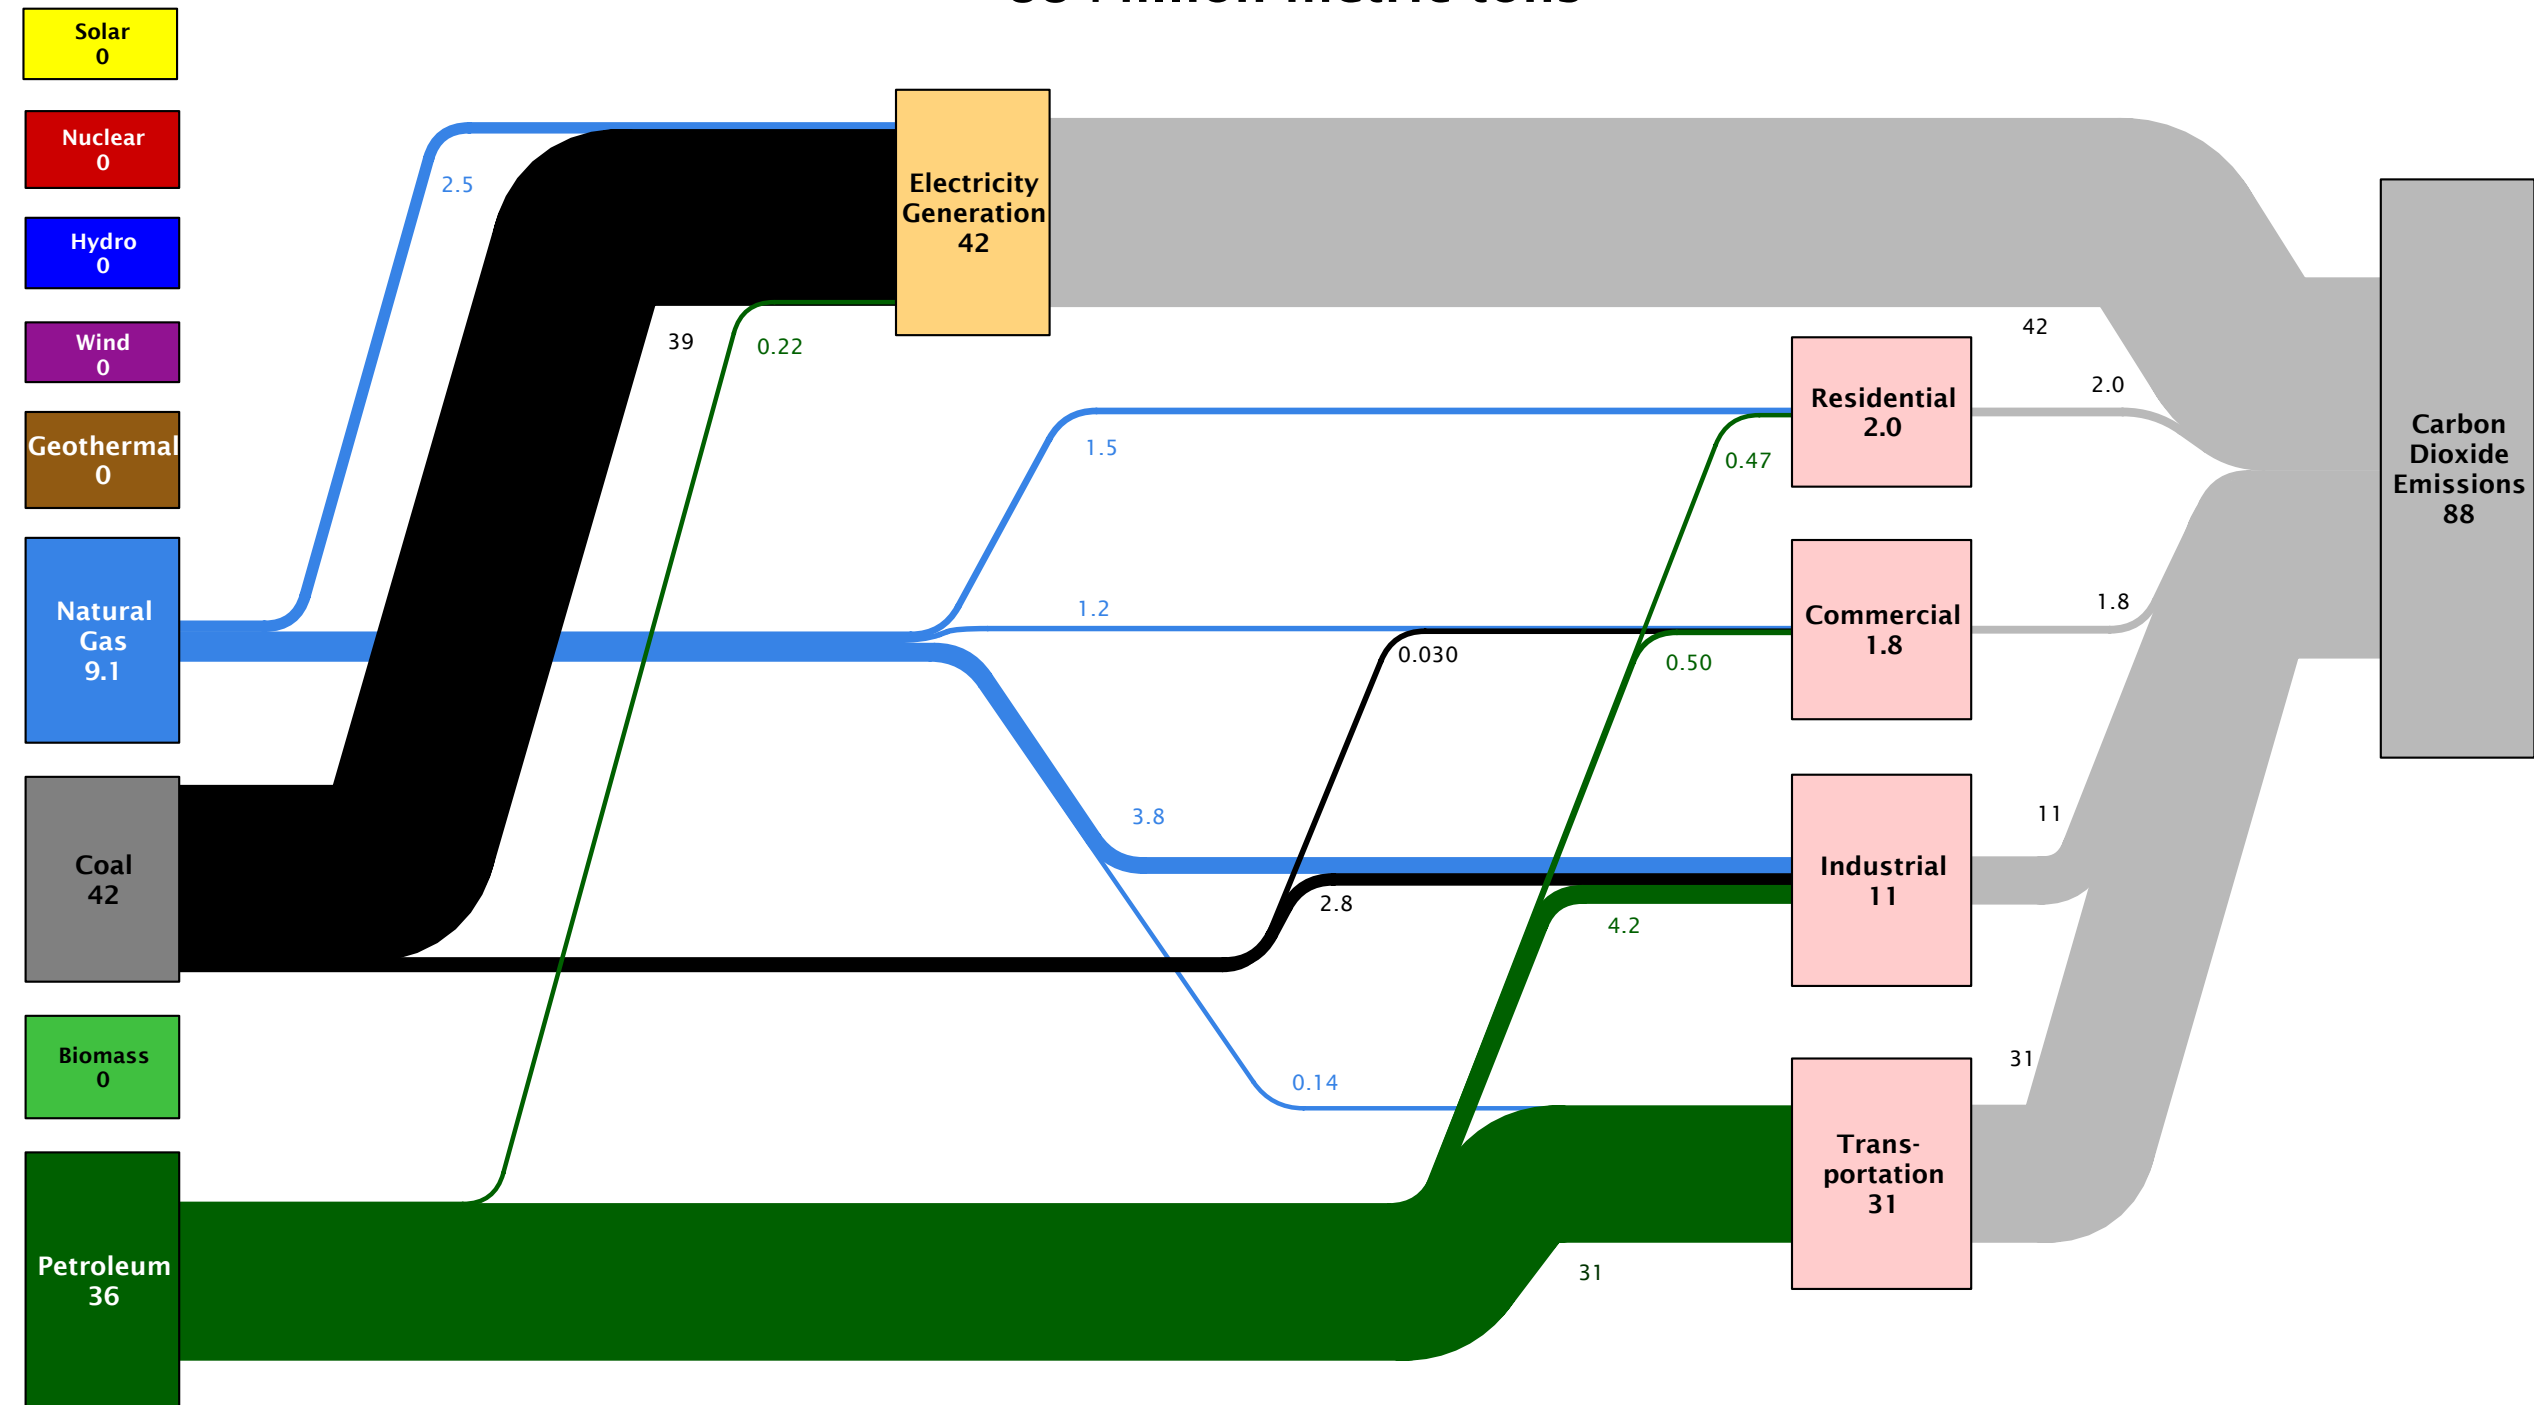 Solar
0
Nuclear
0
Hydro
0
Wind
0
Geothermal
0
Natural
Gas
9.1
Coal
42
Biomass
0
Petroleum
36
2.5
39
0.22
Electricity
Generation
42
1.5
1.2
3.8
0.14
0.030
2.8
0.47
0.50
4.2
31
Residential
2.0
Commercial
1.8
Industrial
11
Trans-
portation
31
42
2.0
1.8
11
31
Carbon
Dioxide
Emissions
88